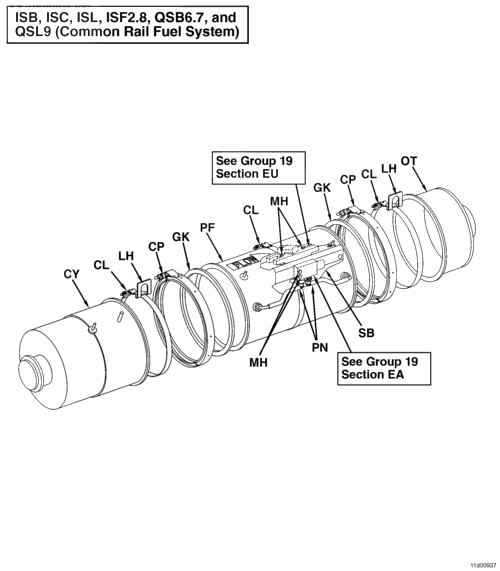 ISB, ISC, ISL, ISF2.8, QSB6.7, and
QSL9 (Common Rail Fuel System)
See Group 19
Section EU
OT
LH
CL
CP
GK
MH
CL
PF
GK
CP
LH
CL
CY
FLOW
SB
PN
MH
See Group 19
Section EA
11d00937